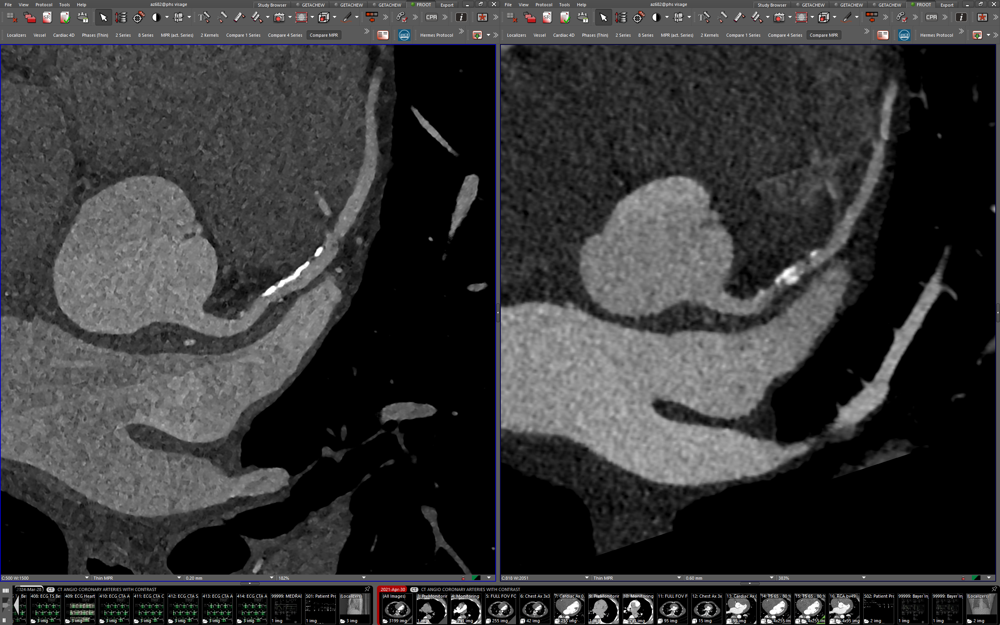 File View Protocol Tools Help az682@phs visage Study Browser GETACHEW GETACHEW GETACHEW FROOT Export
SR 7 T CPR i
Localizers Vessel Cardiac 4D Phases (Thin) 2 Series 8 Series MPR (act. Series) 2 Kernels Compare 1 Series Compare 4 Series Compare MPR ANCR Hermes Protocol
C:500 W:1500 Thin MPR 0.20 mm 182%
2024-Mar-28 CT CT ANGIO CORONARY ARTERIES WITH CONTRAST
408: ECG TS Be 409: ECG Heart 410: ECG CTA A 411: ECG CTA C 412: ECG CTA S 413: ECG CTA A 414: ECG CTA A 99999: MEDRAD 501: Patient Pro (Localizers)
3 img 3 img 3 img 3 img 3 img 3 img 3 img 1 img 1 img 3 img
File View Protocol Tools Help az682@phs visage Study Browser GETACHEW GETACHEW GETACHEW FROOT Export
SR 7 T CPR i
Localizers Vessel Cardiac 4D Phases (Thin) 2 Series 8 Series MPR (act. Series) 2 Kernels Compare 1 Series Compare 4 Series Compare MPR ANCR Hermes Protocol
C:818 W:2051 Thin MPR 0.60 mm 383%
2021-Apr-30 CT CT ANGIO CORONARY ARTERIES WITH CONTRAST
(All Images) 3: PreMonitorin 4: Monitoring 5: FULL FOV FC 6: Chest Ax 3x3 7: Cardiac Ax 0. 9: PreMonitorin 10: Monitoring 11: FULL FOV F 12: Chest Ax 3x 13: Cardiac Ax 14: TS 65 - 80 % 15: TS 65 - 80 % 16: RCA bv49 502: Patient Pro 99999: Bayer In 99999: Bayer In (Localizers)
3199 img 1 img 7x1 img 255 img 42 img 255 img 1 img 7x1 img 95 img 15 img 95 img 4x255 im 4x255 im 4x95 img 2 img 1 img 1 img 2 img